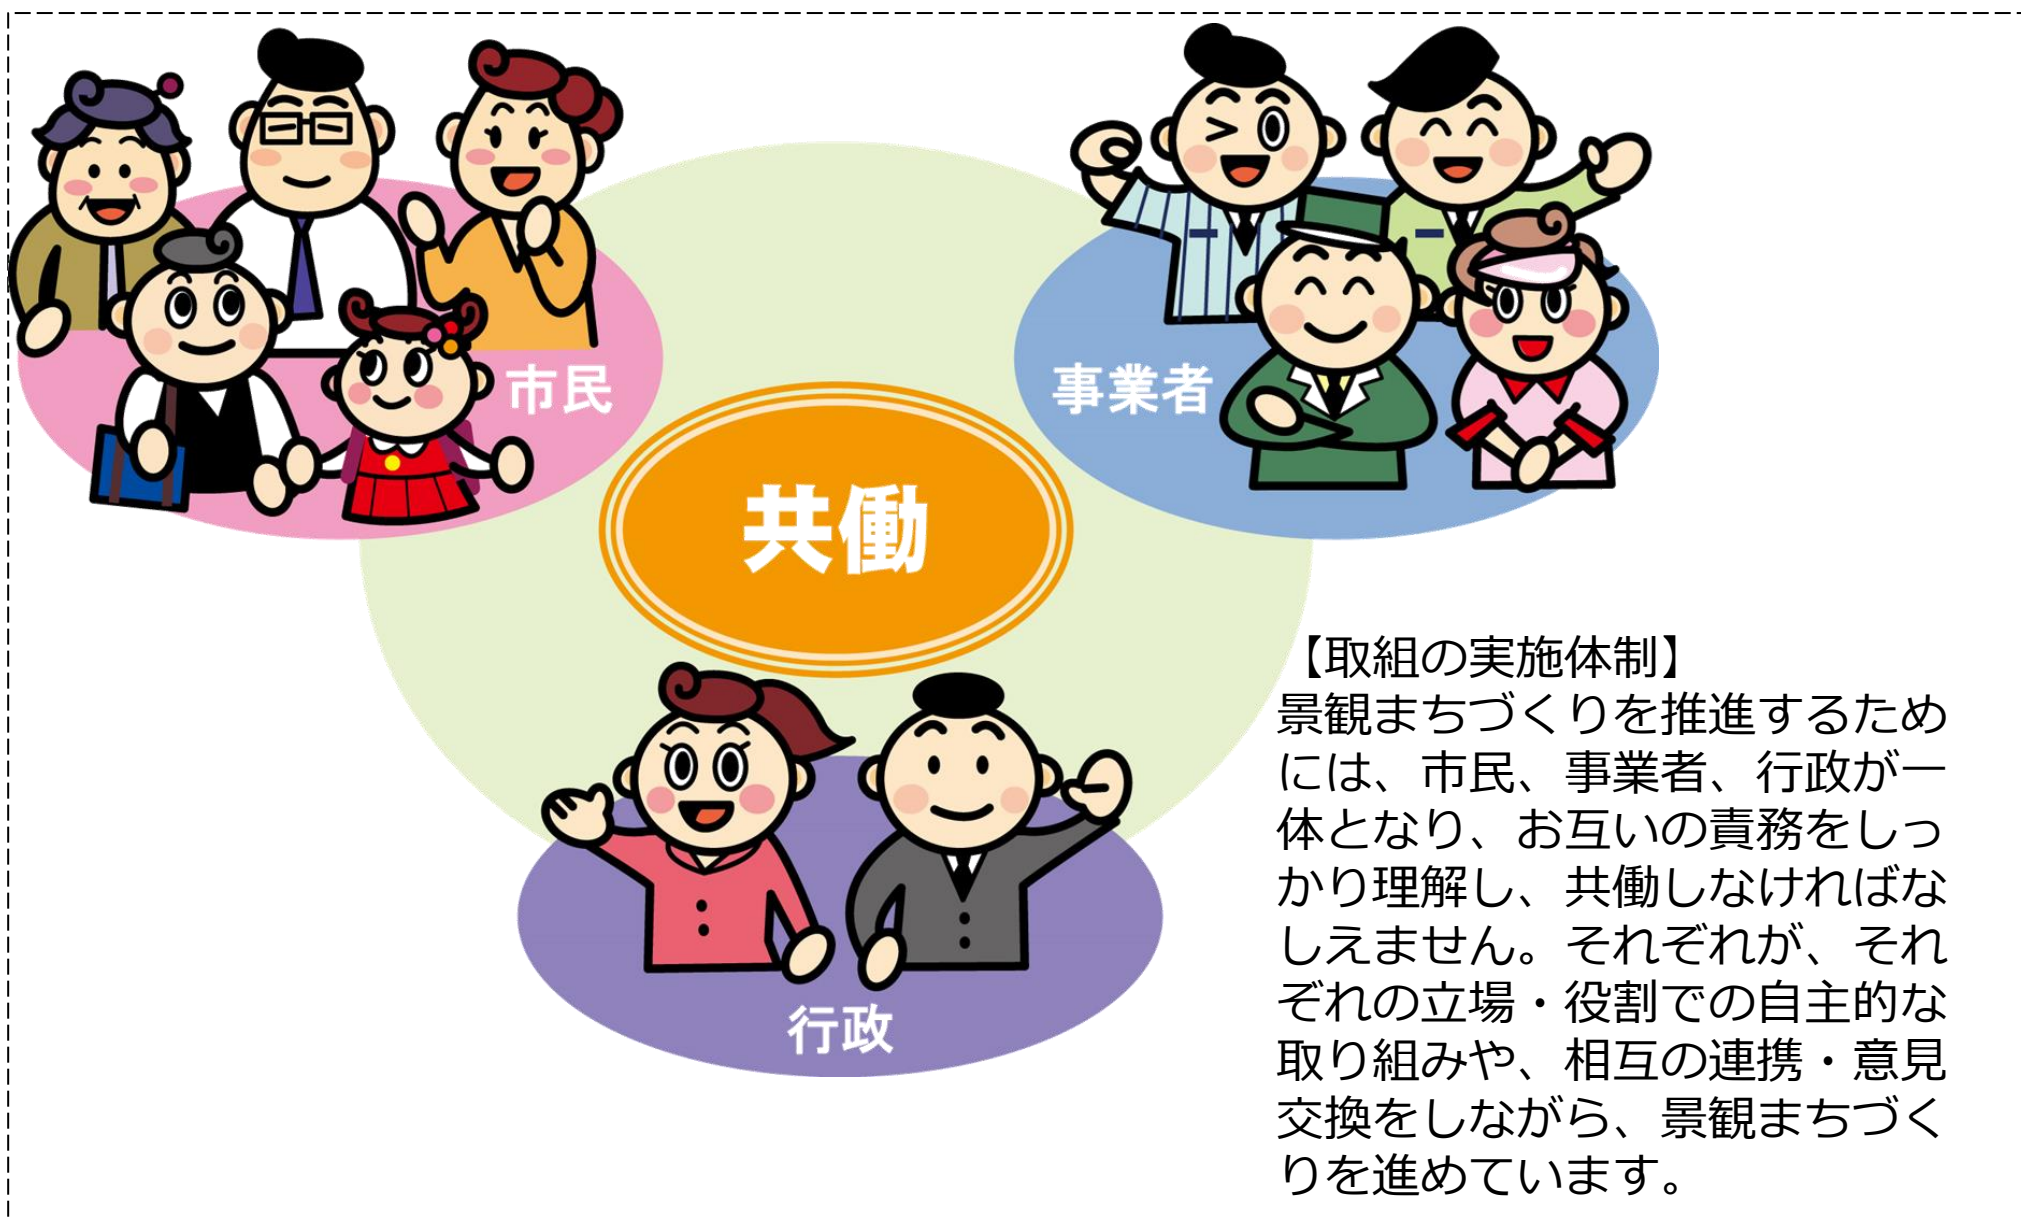 市民
事業者
共働
行政
【取組の実施体制】
景観まちづくりを推進するため
には、市民、事業者、行政が一
体となり、お互いの責務をしっ
かり理解し、共働しなければな
しえません。それぞれが、それ
ぞれの立場・役割での自主的な
取り組みや、相互の連携・意見
交換をしながら、景観まちづく
りを進めています。